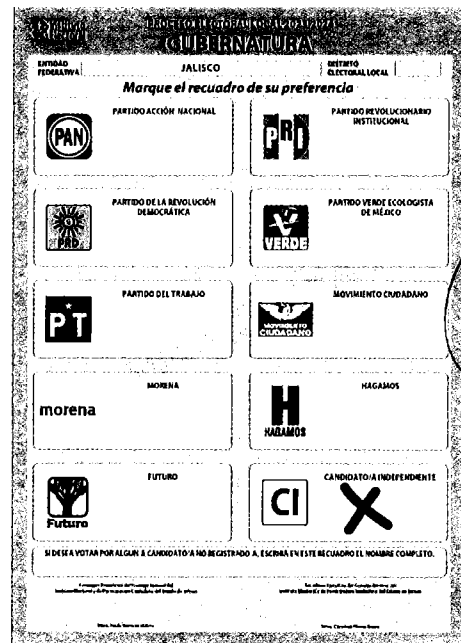 GUBERNATURA
ENTIDAD
FEDERATIVA
JALISCO
DISTRITO
ELECTORAL LOCAL
Marque el recuadro de su preferencia
PARTIDO ACCIÓN NACIONAL
PAN
PARTIDO REVOLUCIONARIO
INSTITUCIONAL
PRI
PARTIDO DE LA REVOLUCIÓN
DEMOCRÁTICA
PRD
PARTIDO VERDE ECOLOGISTA
DE MÉXICO
VERDE
PARTIDO DEL TRABAJO
PT
MOVIMIENTO CIUDADANO
MOVIMIENTO
CIUDADANO
MORENA
morena
HAGAMOS
H
HAGAMOS
FUTURO
Futuro
CANDIDATO/A INDEPENDIENTE
CI
X
SI DESEA VOTAR POR ALGUN A CANDIDATO/A NO REGISTRADO A, ESCRIBA EN ESTE RECUADRO EL NOMBRE COMPLETO.